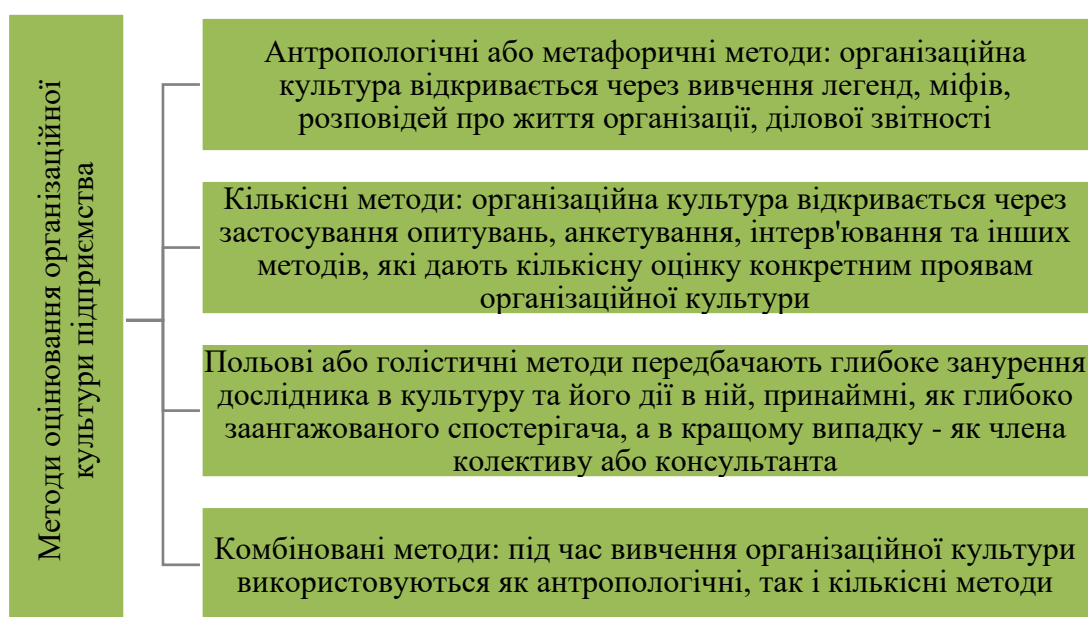 Методи оцінювання організаційної
культури підприємства
Антропологічні або метафоричні методи: організаційна
культура відкривається через вивчення легенд, міфів,
розповідей про життя організації, ділової звітності
Кількісні методи: організаційна культура відкривається через
застосування опитувань, анкетування, інтерв'ювання та інших
методів, які дають кількісну оцінку конкретним проявам
організаційної культури
Польові або голістичні методи передбачають глибоке занурення
дослідника в культуру та його дії в ній, принаймні, як глибоко
заангажованого спостерігача, а в кращому випадку - як члена
колективу або консультанта
Комбіновані методи: під час вивчення організаційної культури
використовуються як антропологічні, так і кількісні методи